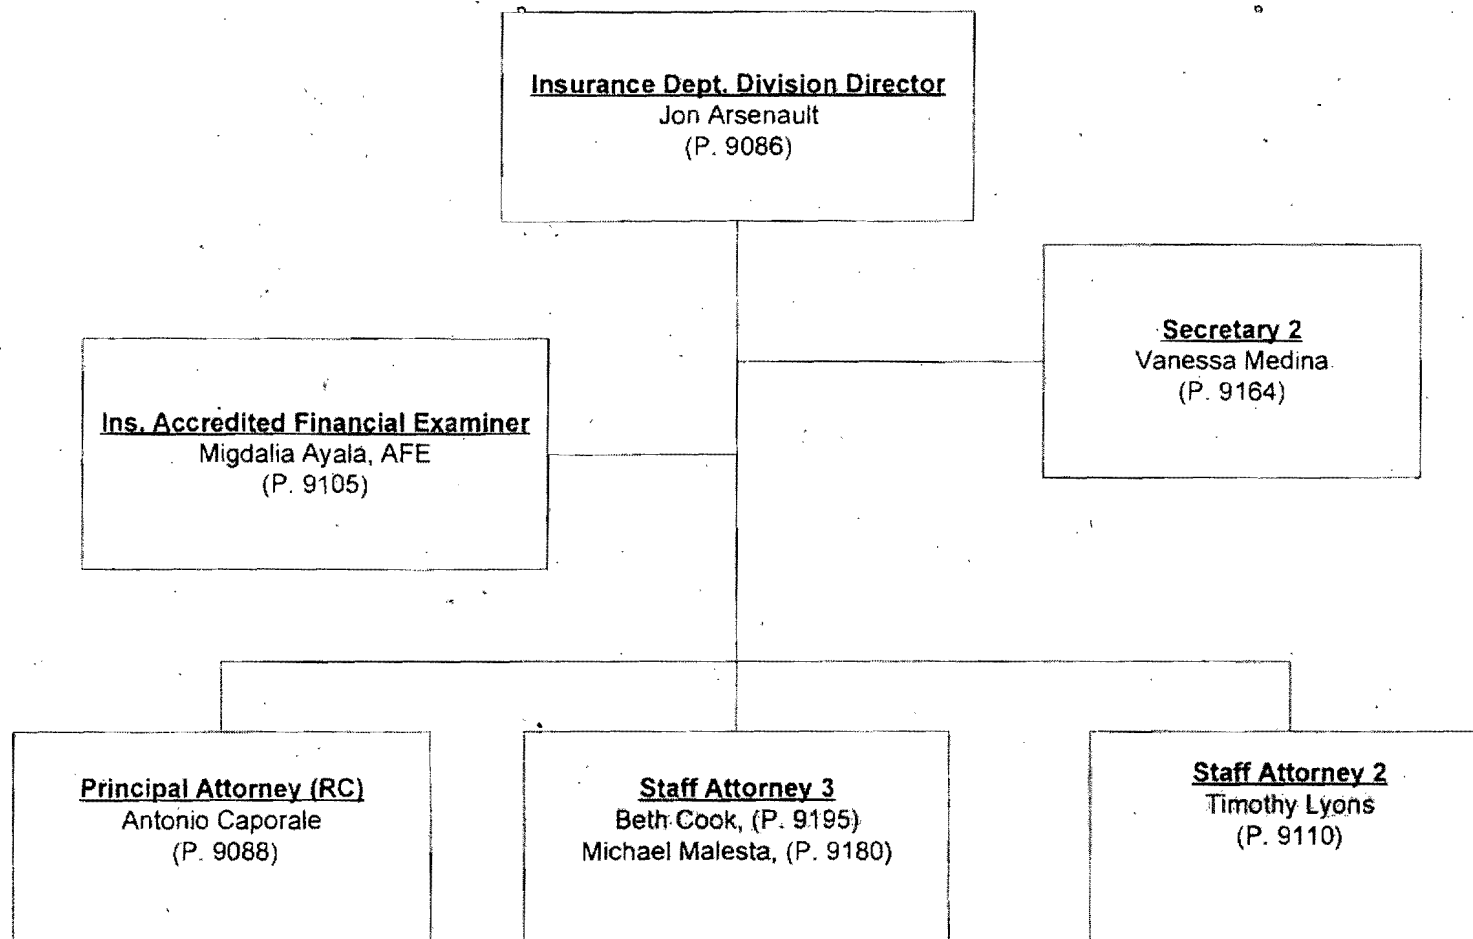 Insurance Dept. Division Director
Jon Arsenault
(P. 9086)
Secretary 2
Vanessa Medina
(P. 9164)
Ins. Accredited Financial Examiner
Migdalia Ayala, AFE
(P. 9105)
Principal Attorney (RC)
Antonio Caporale
(P. 9088)
Staff Attorney 3
Beth Cook, (P. 9195)
Michael Malesta, (P. 9180)
Staff Attorney 2
Timothy Lyons
(P. 9110)